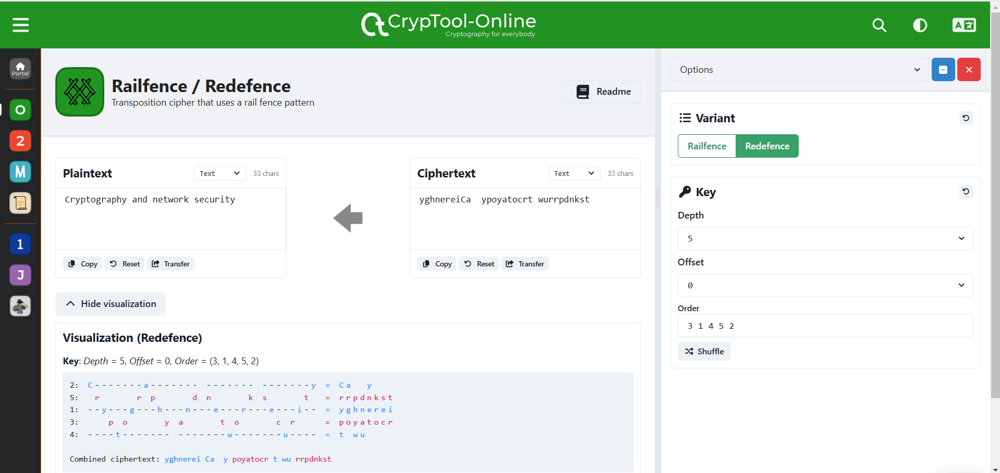 CrypTool-Online
Cryptography for everybody
Portal
O
2
M
1
J
Railfence / Redefence
Transposition cipher that uses a rail fence pattern
Readme
Plaintext
Text
33 chars
Cryptography and network security
Copy
Reset
Transfer
Ciphertext
Text
33 chars
yghnereiCa  ypoyatocrt wurrpdnkst
Copy
Reset
Transfer
Hide visualization
Visualization (Redefence)
Key: Depth = 5, Offset = 0, Order = (3, 1, 4, 5, 2)
2: C-------a------- ------- -------y = Ca  y
5: r r p d n k s t = rrpdnkst
1: --y---g---h---n---e---r---e---i-- = yghnerei
3: p o y a t o c r = poyatocr
4: ----t------- -------w-------u---- = t wu
Combined ciphertext: yghnerei Ca  y poyatocr t wu rrpdnkst
Options
Variant
Railfence
Redefence
Key
Depth
5
Offset
0
Order
3 1 4 5 2
Shuffle